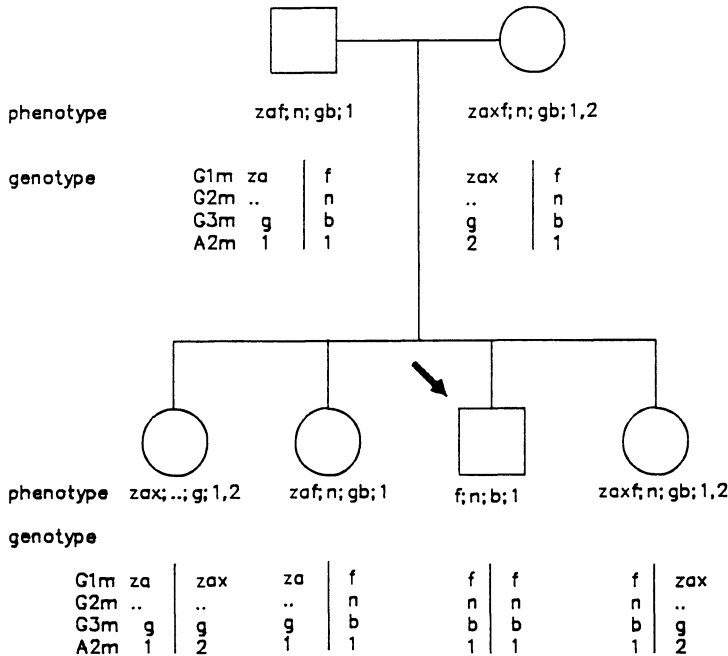 phenotype zaf; n; gb; 1 zaxf; n; gb; 1,2
genotype G1m za f zax f
G2m .. n .. n
G3m g b g b
A2m 1 1 2 1
phenotype zax; ..; g; 1,2 zaf; n; gb; 1 f; n; b; 1 zaxf; n; gb; 1,2
genotype
G1m za zax za f f f f zax
G2m .. .. .. n n n n ..
G3m g g g b b b b g
A2m 1 2 1 1 1 1 1 2